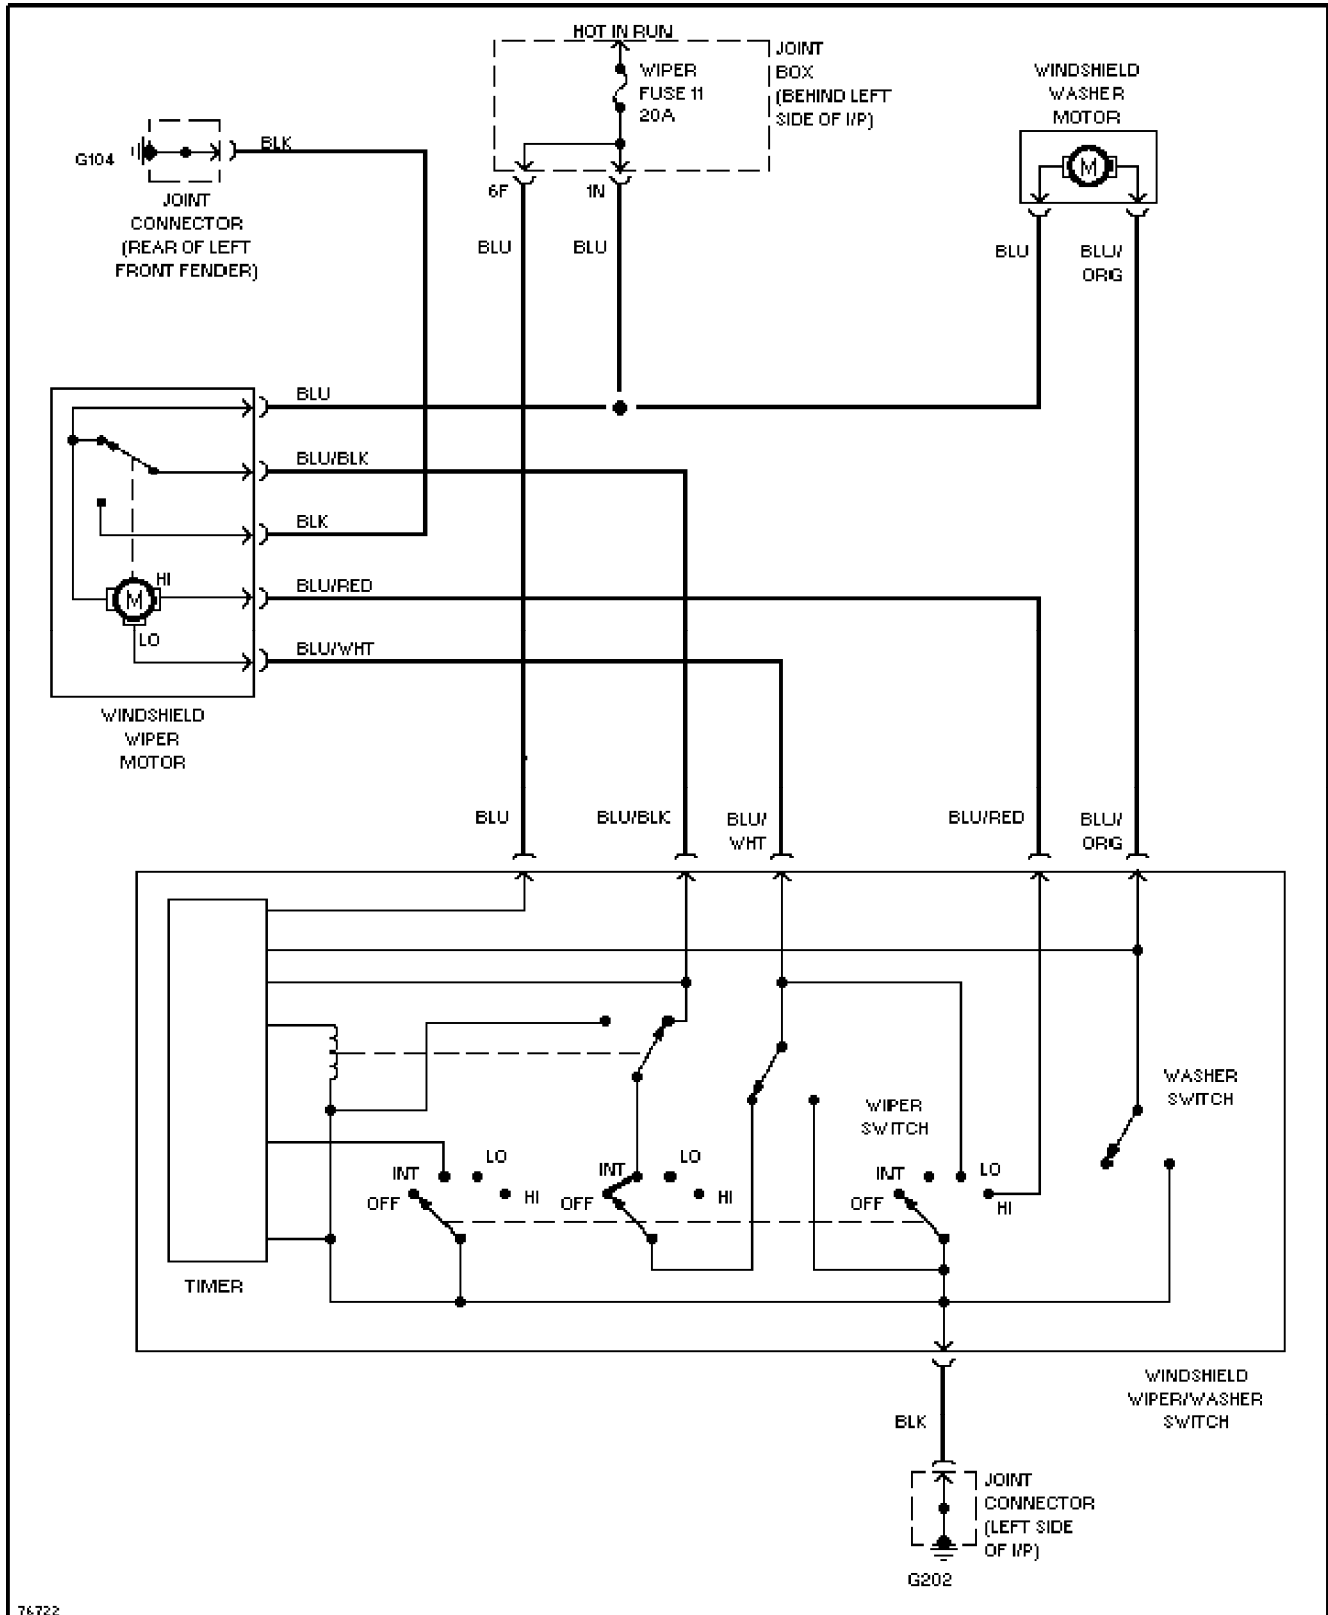 HOT IN RUN
WIPER
FUSE 11
20A
JOINT
BOX
(BEHIND LEFT
SIDE OF I/P)
WINDSHIELD
WASHER
MOTOR
M
G104
BLK
JOINT
CONNECTOR
(REAR OF LEFT
FRONT FENDER)
6F
1N
BLU
BLU
BLU
BLU/
ORG
BLU
BLU/BLK
BLK
BLU/RED
BLU/WHT
HI
M
LO
WINDSHIELD
WIPER
MOTOR
BLU
BLU/BLK
BLU/
WHT
BLU/RED
BLU/
ORG
WASHER
SWITCH
WIPER
SWITCH
INT
LO
OFF
HI
INT
LO
OFF
HI
INT
LO
OFF
HI
TIMER
WINDSHIELD
WIPER/WASHER
SWITCH
BLK
JOINT
CONNECTOR
(LEFT SIDE
OF I/P)
G202
76722